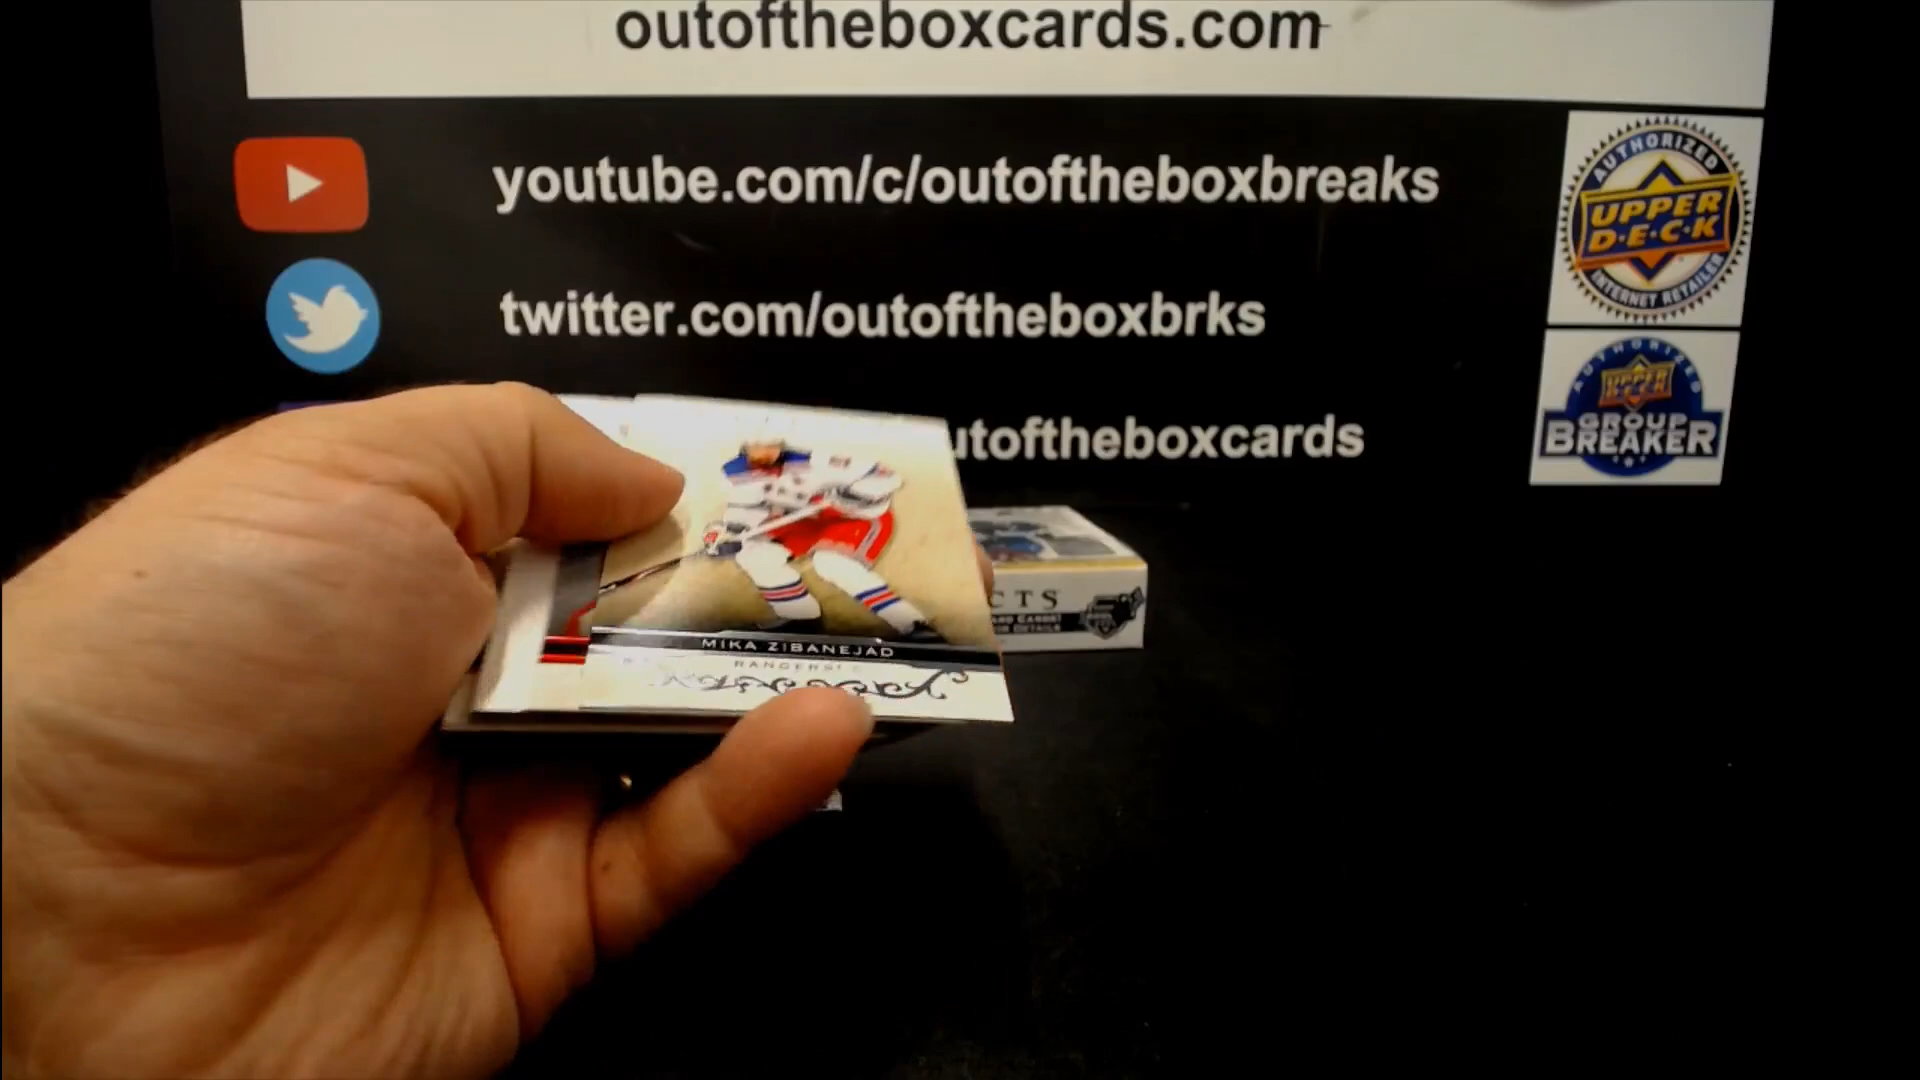 outoftheboxcards.com
youtube.com/c/outoftheboxbreaks
twitter.com/outoftheboxbrks
utoftheboxcards
AUTHORIZED
UPPER
D·E·C·K
INTERNET RETAILER
AUTHORIZED
UPPER
DECK
GROUP
BREAKER
MIKA ZIBANEJAD
RANGERS
CTS